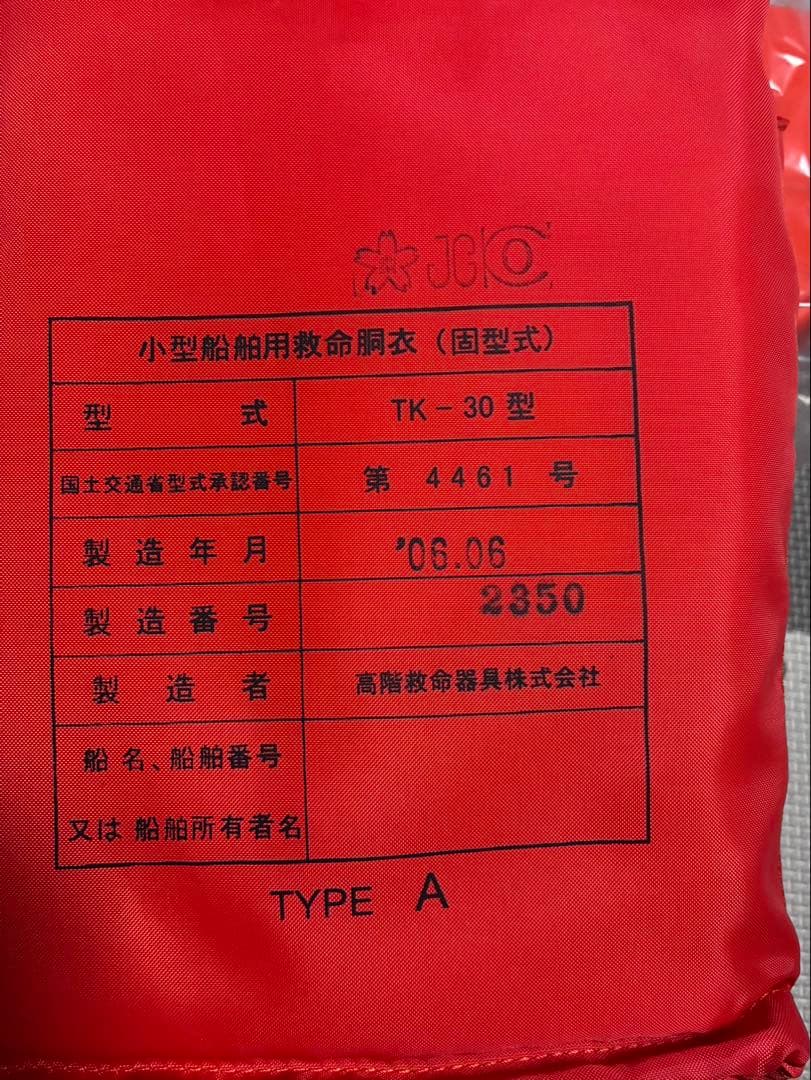 JCI
小型船舶用救命胴衣（固型式）
型 式 TK-30 型
国土交通省型式承認番号 第 4461 号
製造年月 '06.06
製造番号 2350
製造者 高階救命器具株式会社
船名、船舶番号
又は船舶所有者名
TYPE A